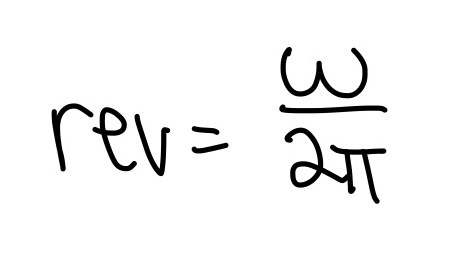 rev = ω/2π